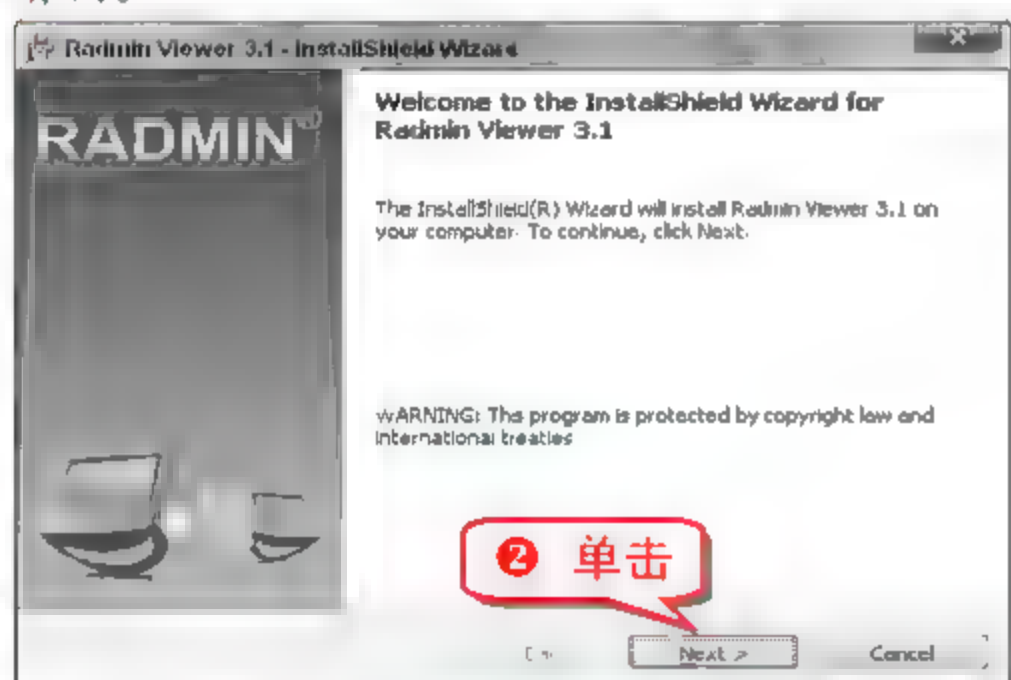 Radmin Viewer 3.1 - InstallShield Wizard
RADMIN
Welcome to the InstallShield Wizard for
Radmin Viewer 3.1
The InstallShield(R) Wizard will install Radmin Viewer 3.1 on
your computer. To continue, click Next.
WARNING: This program is protected by copyright law and
international treaties
❷ 单击
Next >
Cancel